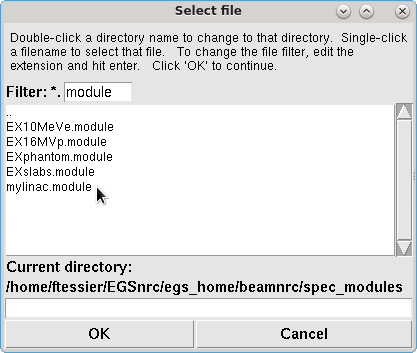 Select file
Double-click a directory name to change to that directory.  Single-click
a filename to select that file.   To change the file filter, edit the
extension and hit enter.   Click 'OK' to continue.
Filter: *. module
..
EX10MeVe.module
EX16MVp.module
EXphantom.module
EXslabs.module
mylinac.module
Current directory:
/home/ftessier/EGSnrc/egs_home/beamnrc/spec_modules
OK Cancel